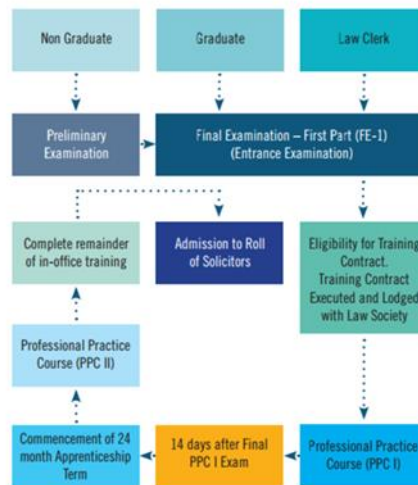 Non Graduate
Graduate
Law Clerk
Preliminary
Examination
Final Examination – First Part (FE-1)
(Entrance Examination)
Complete remainder
of in-office training
Admission to Roll
of Solicitors
Eligibility for Training
Contract.
Training Contract
Executed and Lodged
with Law Society
Professional Practice
Course (PPC II)
Commencement of 24
month Apprenticeship
Term
14 days after Final
PPC I Exam
Professional Practice
Course (PPC I)